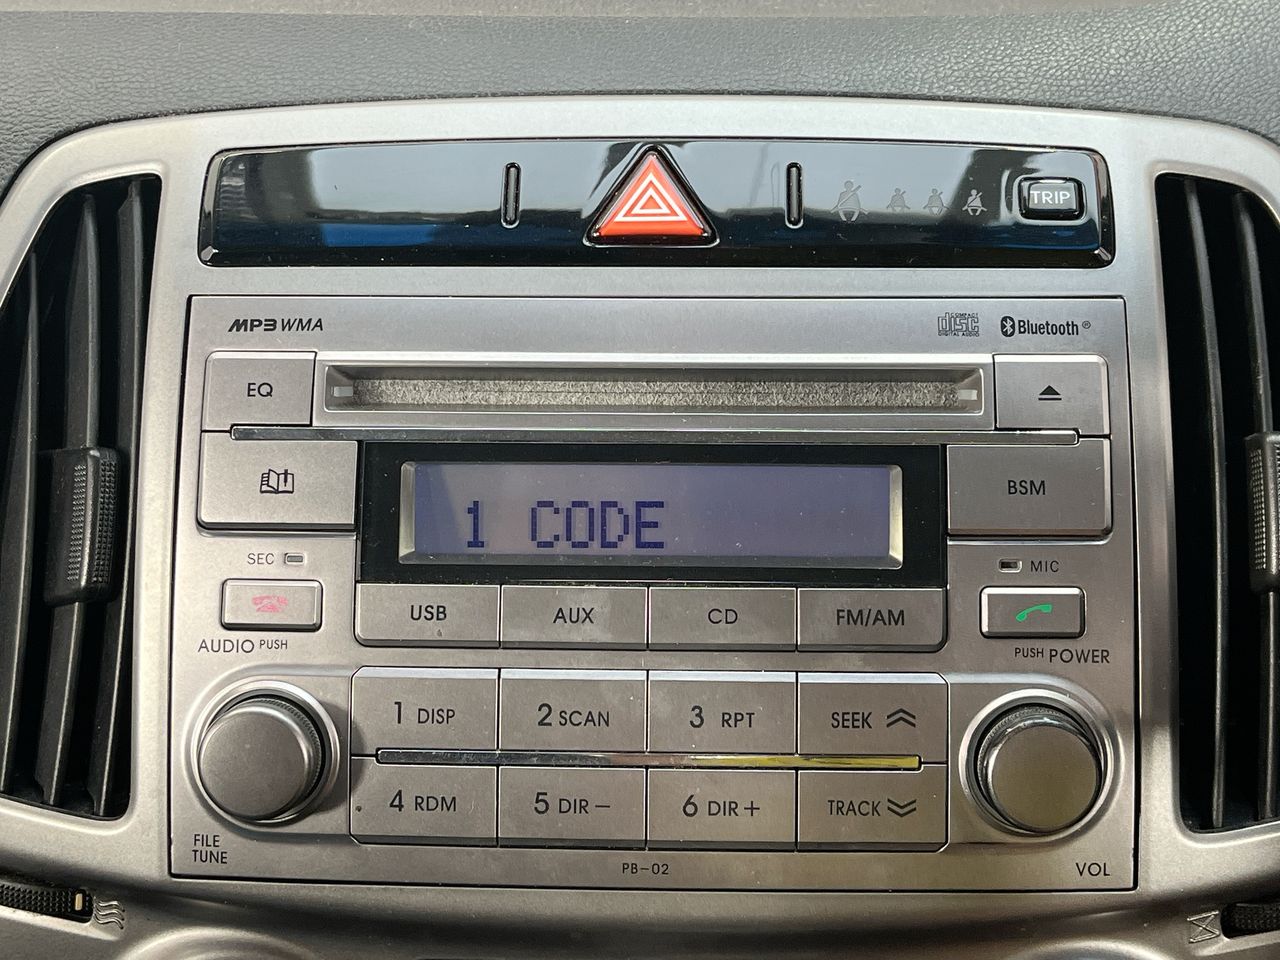 TRIP
MP3 WMA
COMPACT
disc
DIGITAL AUDIO
Bluetooth®
EQ
BSM
1 CODE
SEC
MIC
USB
AUX
CD
FM/AM
AUDIO PUSH
PUSH POWER
1 DISP
2 SCAN
3 RPT
SEEK
4 RDM
5 DIR-
6 DIR+
TRACK
FILE
TUNE
PB-02
VOL